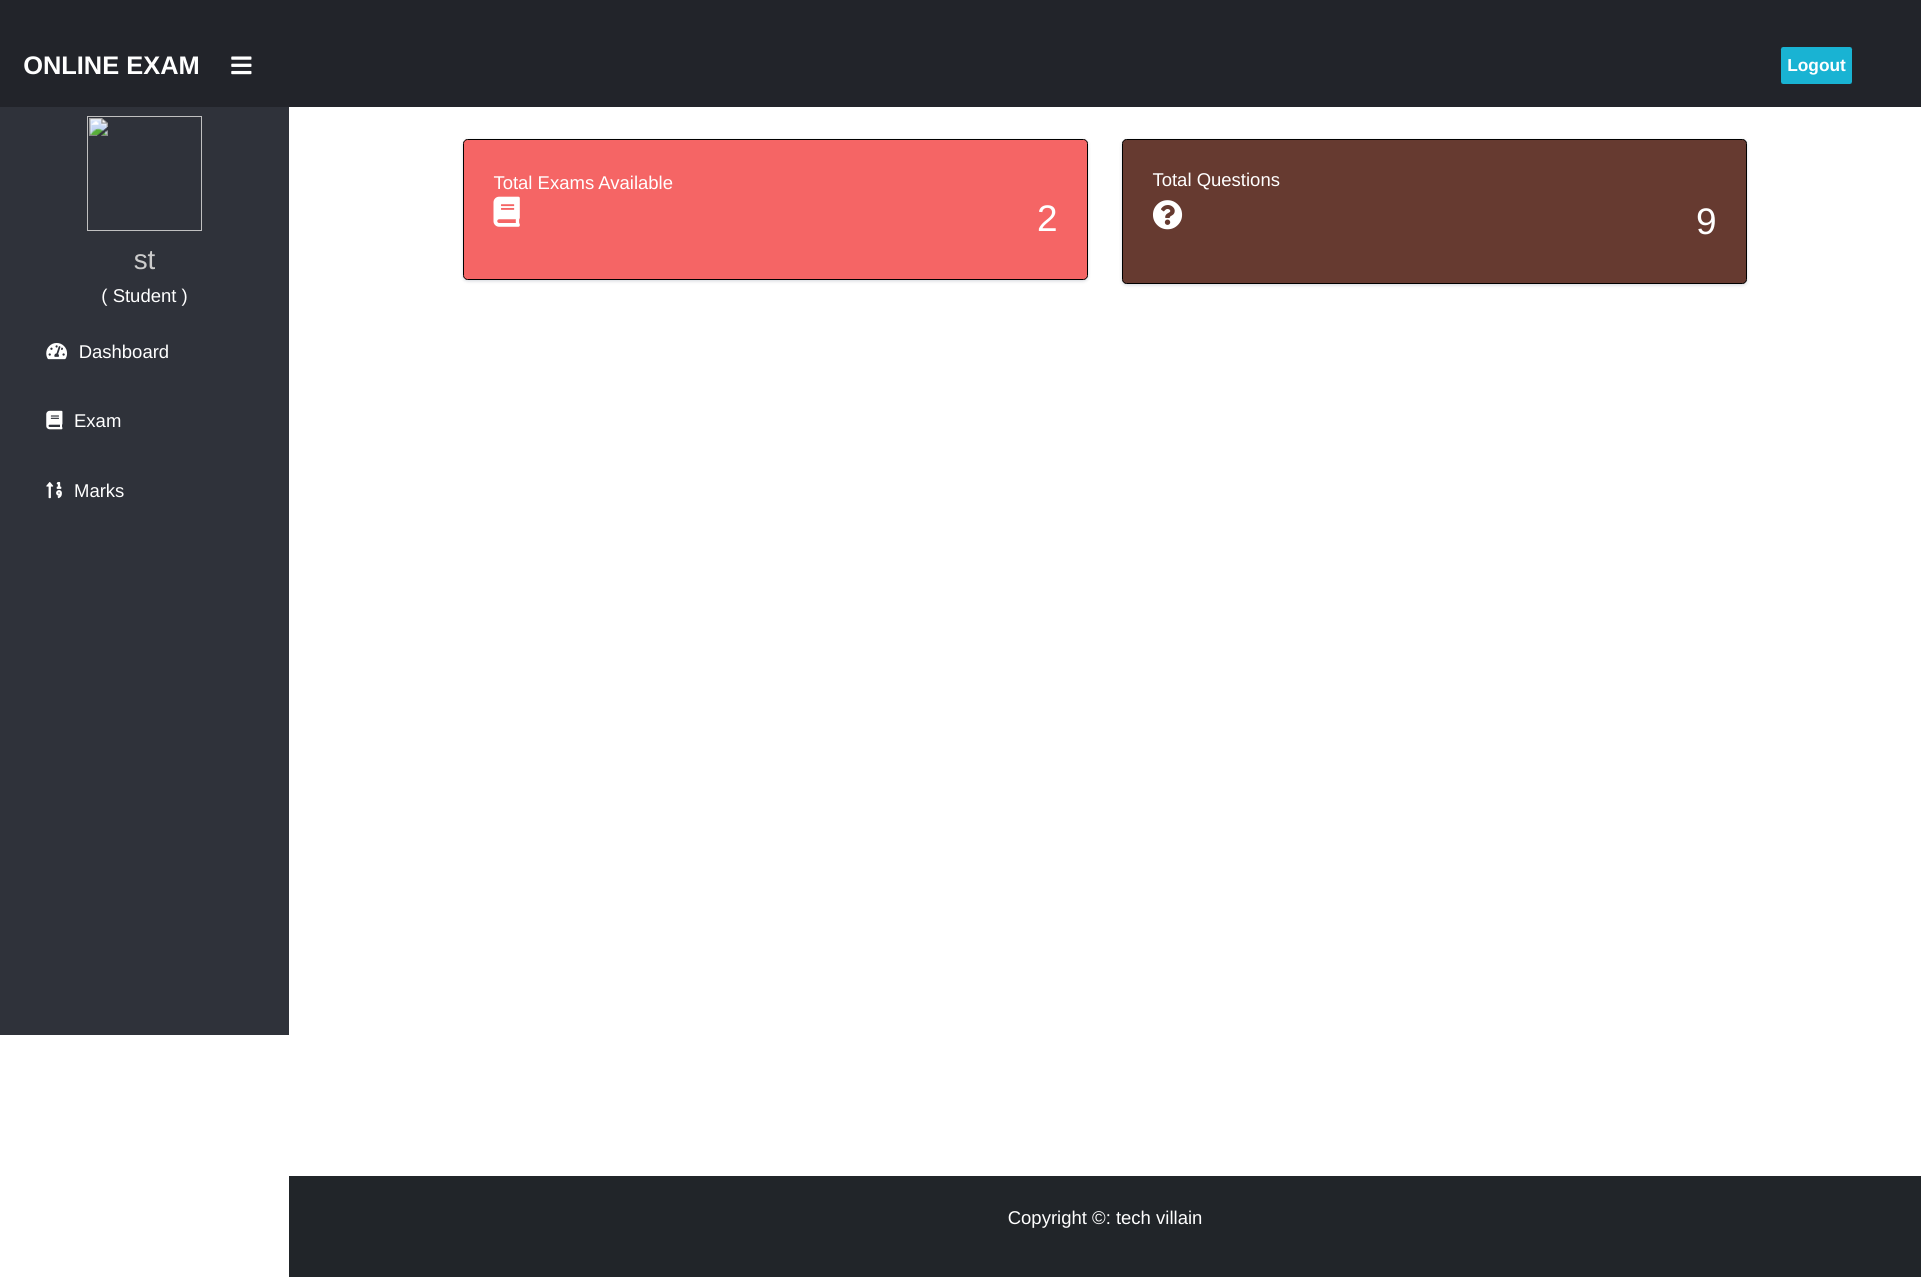 ONLINE EXAM
Logout
st
( Student )
Dashboard
Exam
Marks
Total Exams Available
2
Total Questions
9
Copyright ©: tech villain